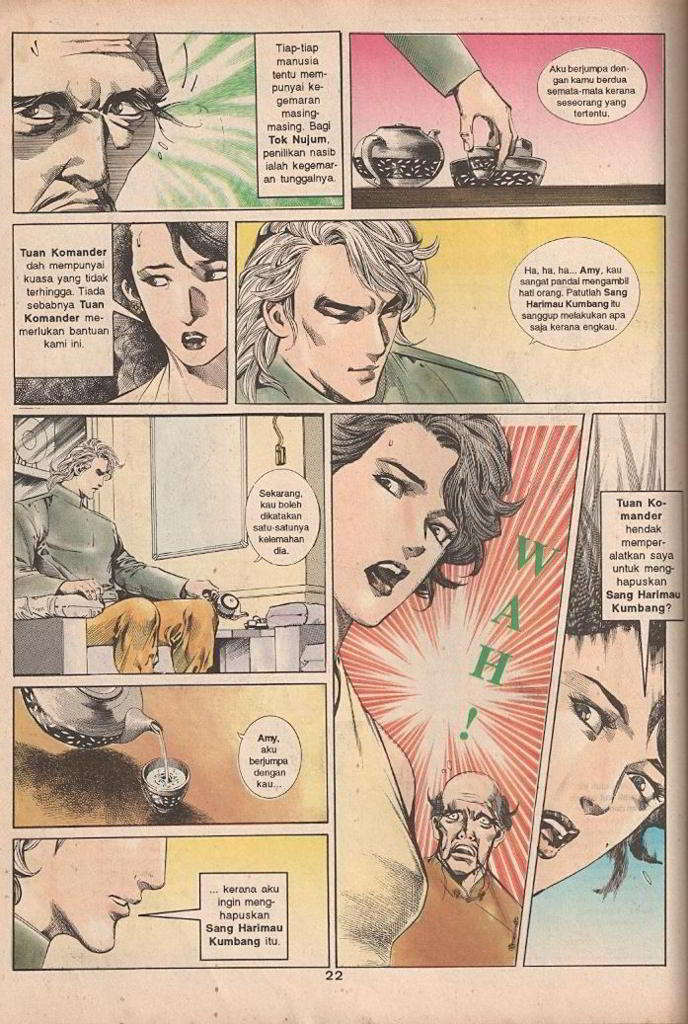 Tiap-tiap
manusia
tentu mem-
punyai ke-
gemaran
masing-
masing. Bagi
Tok Nujum,
penilikan nasib
ialah kegemar-
an tunggalnya.
Aku berjumpa den-
gan kamu berdua
semata-mata kerana
seseorang yang
tertentu.
Tuan Komander
dah mempunyai
kuasa yang tidak
terhingga. Tiada
sebabnya Tuan
Komander me-
merlukan bantuan
kami ini.
Ha, ha, ha... Amy, kau
sangat pandai mengambil
hati orang. Patutlah Sang
Harimau Kumbang itu
sanggup melakukan apa
saja kerana engkau.
Sekarang,
kau boleh
dikatakan
satu-satunya
kelemahan
dia.
Amy,
aku
berjumpa
dengan
kau...
... kerana aku
ingin meng-
hapuskan
Sang Harimau
Kumbang itu.
WAH!
Tuan Ko-
mander
hendak
memper-
alatkan saya
untuk meng-
hapuskan
Sang Harimau
Kumbang?
22